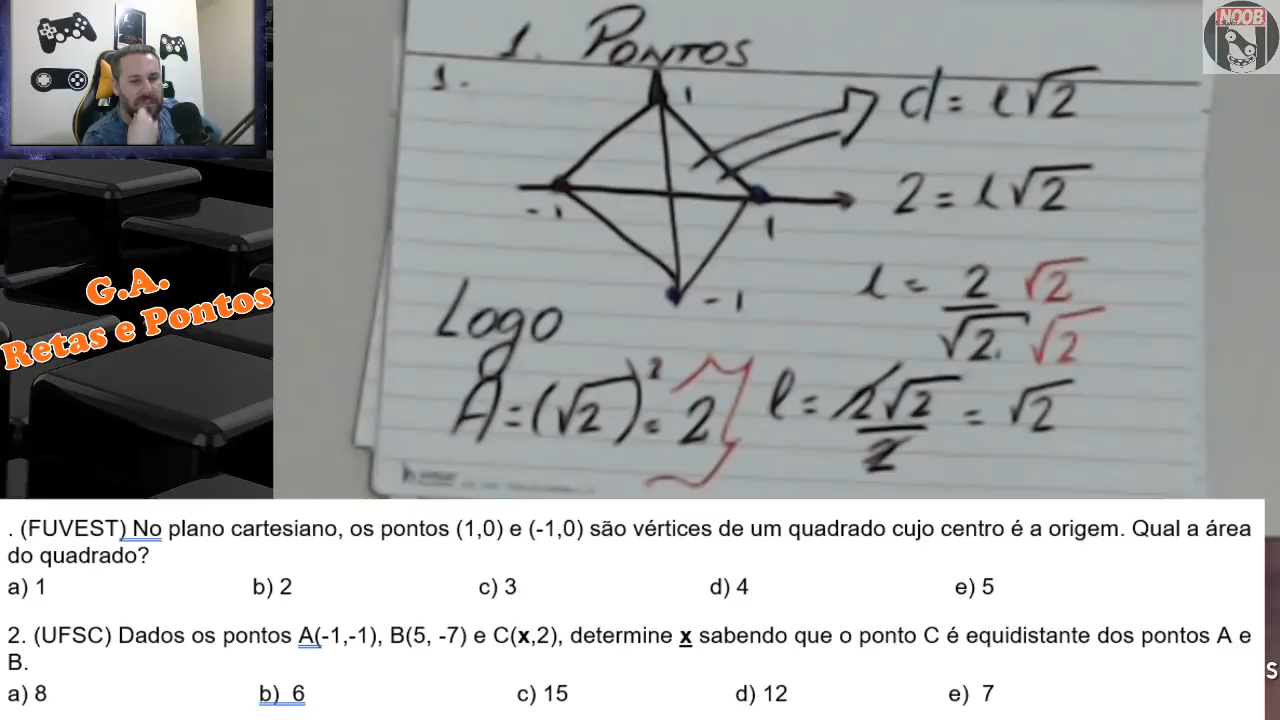 NOOB
1. PONTOS
1.
1
-1
1
-1
d = l√2
2 = l√2
l = 2 √2
√2. √2
Logo
A = (√2)² = 2
l = 2√2 = √2
2
G.A.
Retas e Pontos
. (FUVEST) No plano cartesiano, os pontos (1,0) e (-1,0) são vértices de um quadrado cujo centro é a origem. Qual a área
do quadrado?
a) 1 b) 2 c) 3 d) 4 e) 5
2. (UFSC) Dados os pontos A(-1,-1), B(5, -7) e C(x,2), determine x sabendo que o ponto C é equidistante dos pontos A e
B.
a) 8 b) 6 c) 15 d) 12 e) 7
s